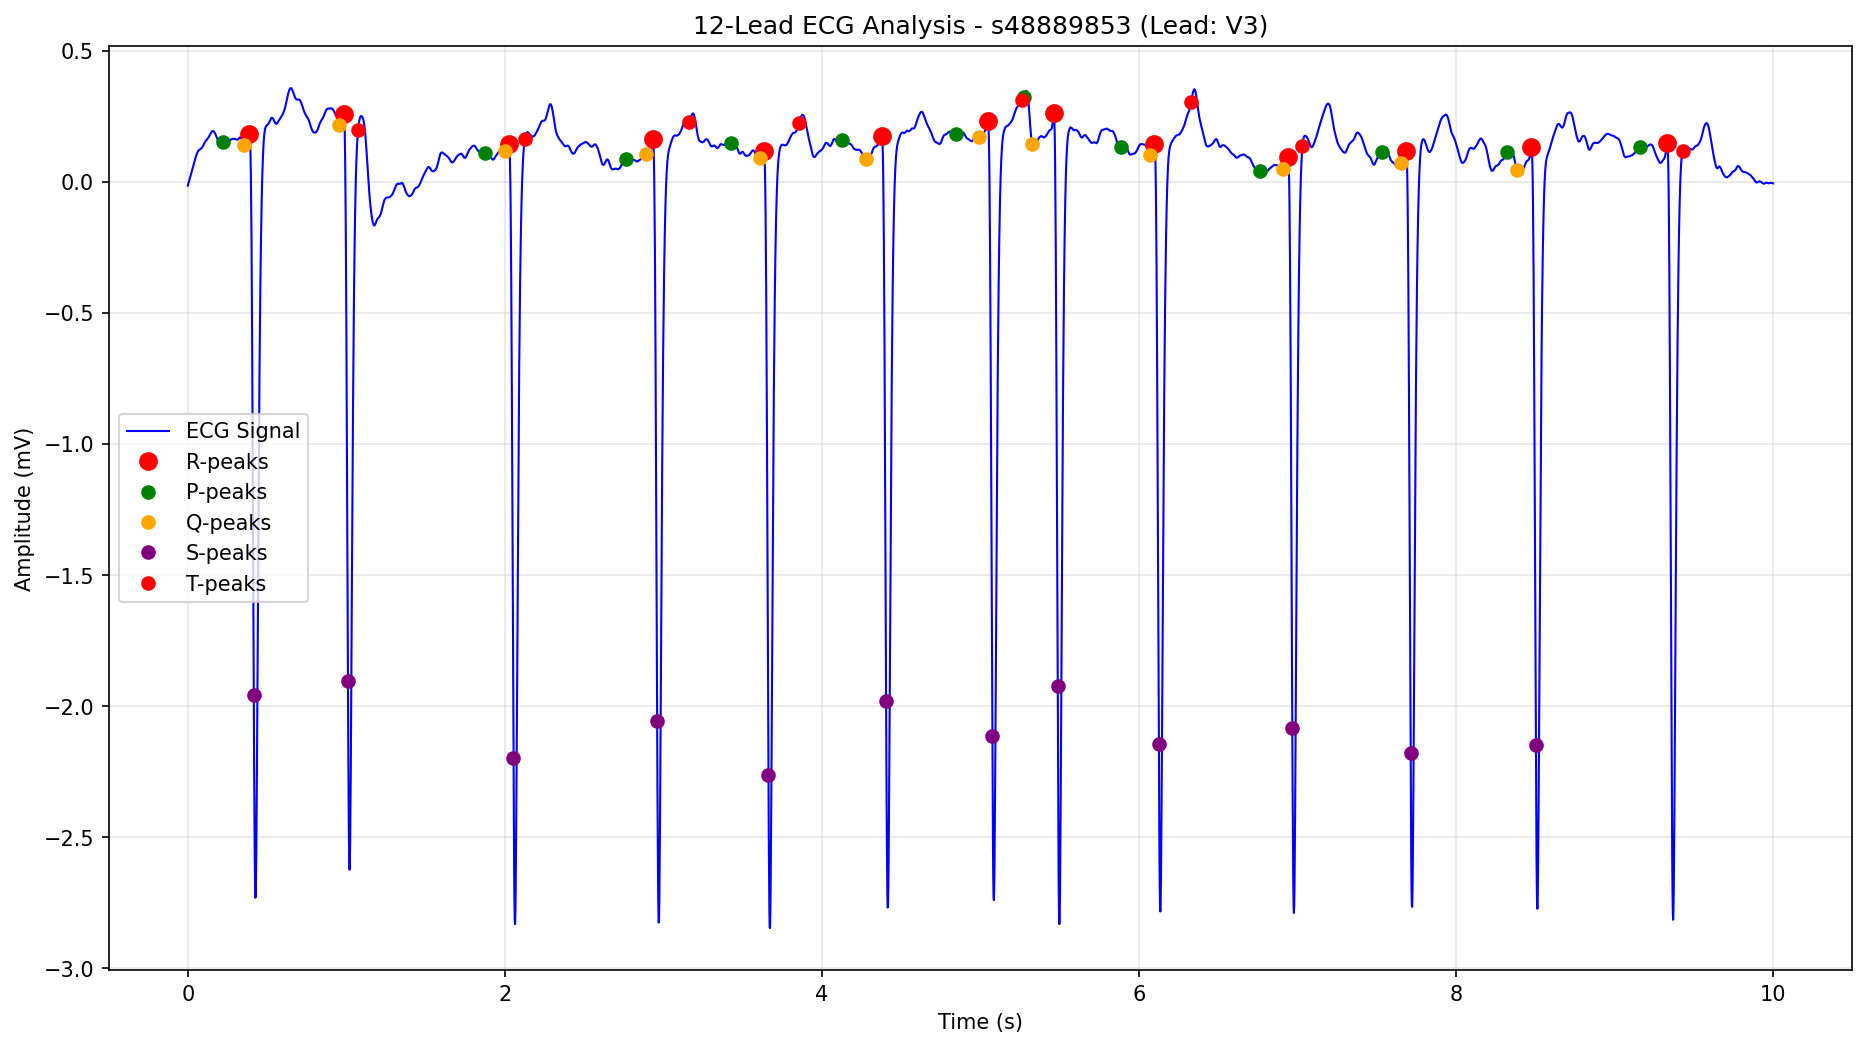 12-Lead ECG Analysis - s48889853 (Lead: V3)
0.5
0.0
−0.5
−1.0
−1.5
−2.0
−2.5
−3.0
Amplitude (mV)
ECG Signal
R-peaks
P-peaks
Q-peaks
S-peaks
T-peaks
0 2 4 6 8 10
Time (s)